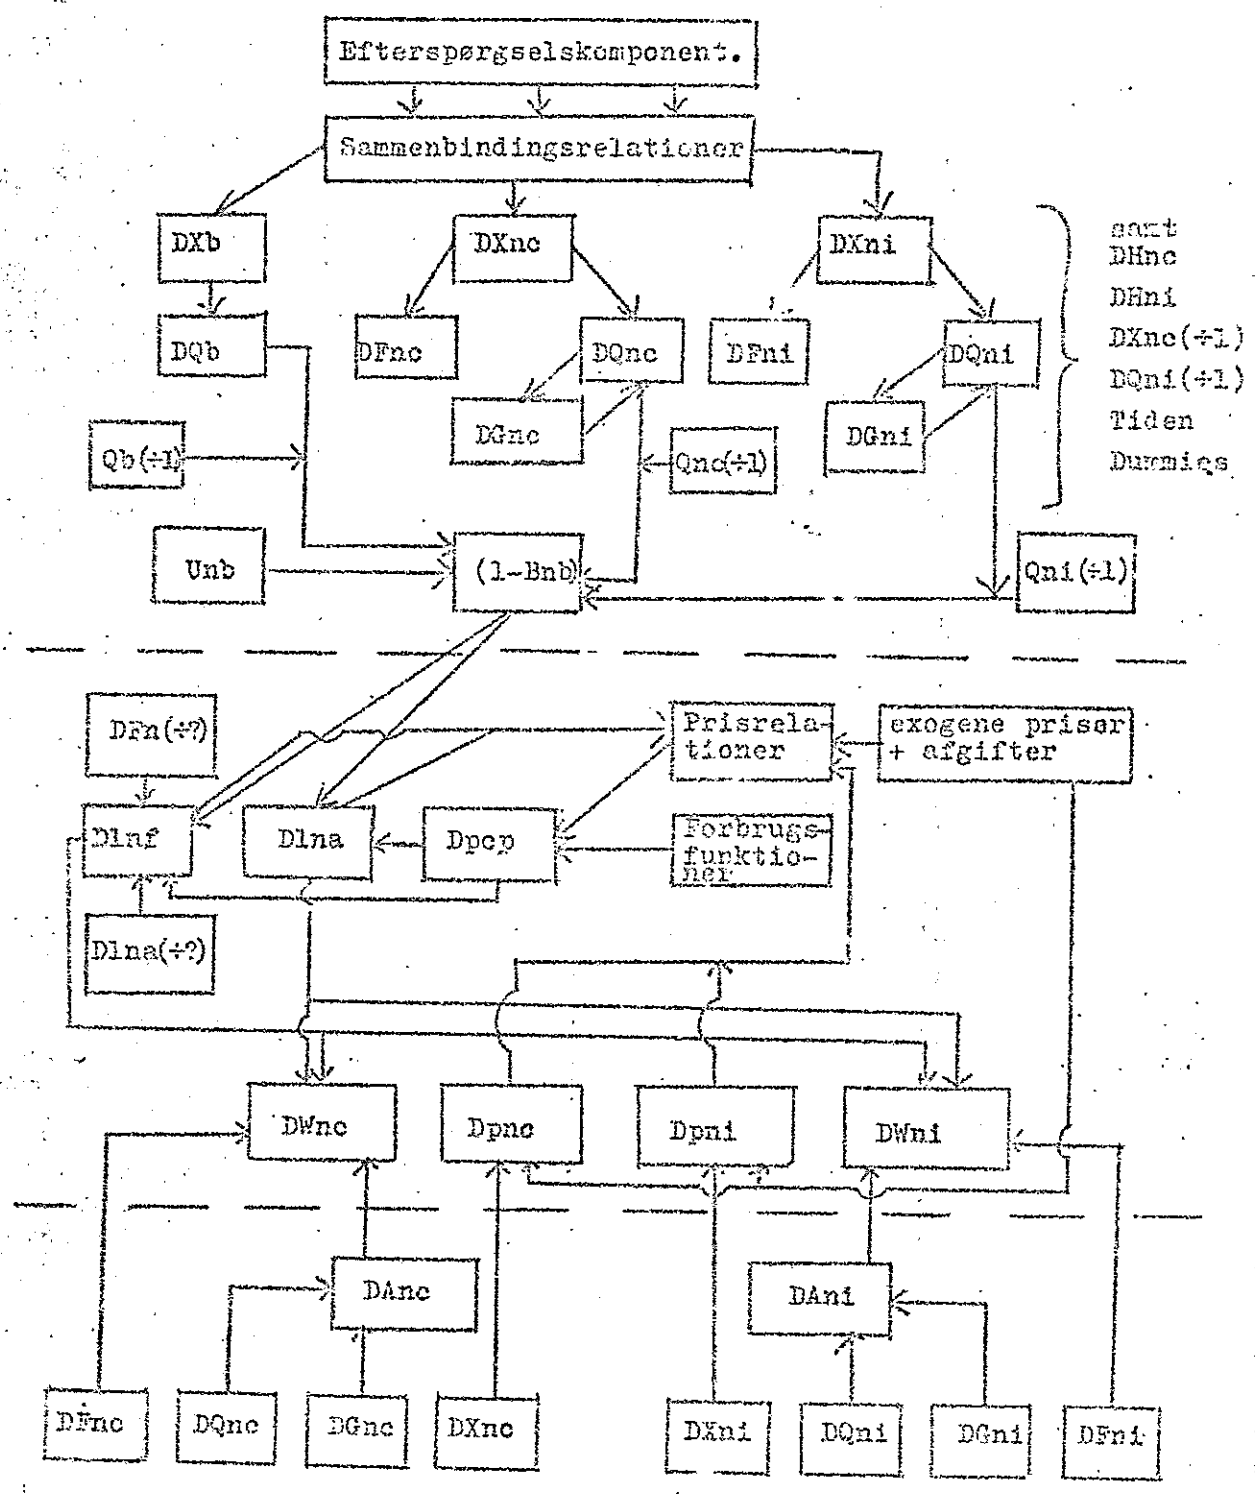 Efterspørgselskomponent.
Sammenbindingsrelationer
DXb
DXnc
DXni
samt
DHnc
DHni
DXnc(÷1)
DQni(÷1)
Tiden
Dummies
DQb
DFnc
DQnc
DFni
DQni
DGnc
DGni
Qb(÷1)
Qnc(÷1)
Unb
(1-Bnb)
Qni(÷1)
DFn(÷?)
Prisrela-
tioner
exogene priser
+ afgifter
Dlnf
Dlna
Dpcp
Forbrugs-
funktio-
ner
Dlna(÷?)
DWnc
Dpnc
Dpni
DWni
DAnc
DAni
DFnc
DQnc
DGnc
DXnc
DXni
DQni
DGni
DFni